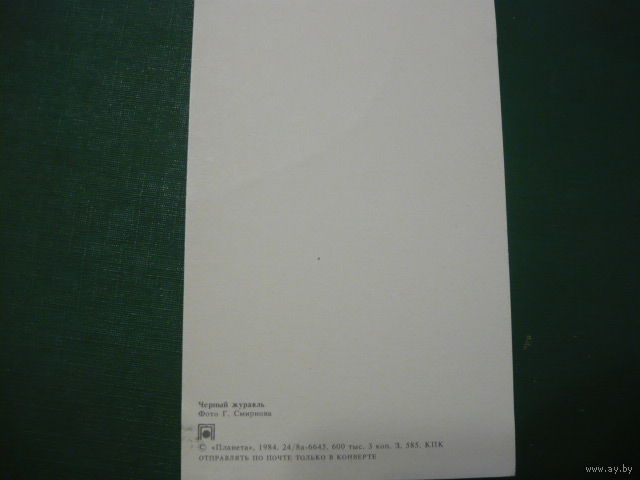 Черный журавль
Фото Г. Смирнова
© «Планета», 1984. 24/8а-6645. 600 тыс. 3 коп. З. 585. КПК
ОТПРАВЛЯТЬ ПО ПОЧТЕ ТОЛЬКО В КОНВЕРТЕ
www.ay.by